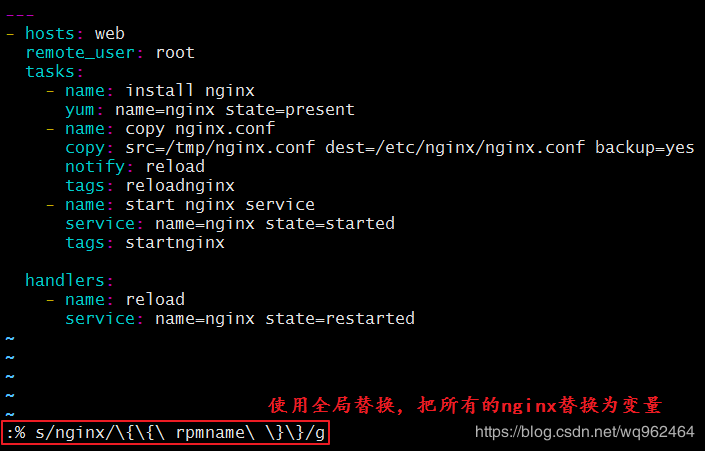 ---
- hosts: web
  remote_user: root
  tasks:
    - name: install nginx
      yum: name=nginx state=present
    - name: copy nginx.conf
      copy: src=/tmp/nginx.conf dest=/etc/nginx/nginx.conf backup=yes
      notify: reload
      tags: reloadnginx
    - name: start nginx service
      service: name=nginx state=started
      tags: startnginx

  handlers:
    - name: reload
      service: name=nginx state=restarted
~
~
~
~
使用全局替换，把所有的nginx替换为变量
~
:% s/nginx/\{\{\ rpmname\ \}\}/g
https://blog.csdn.net/wq962464